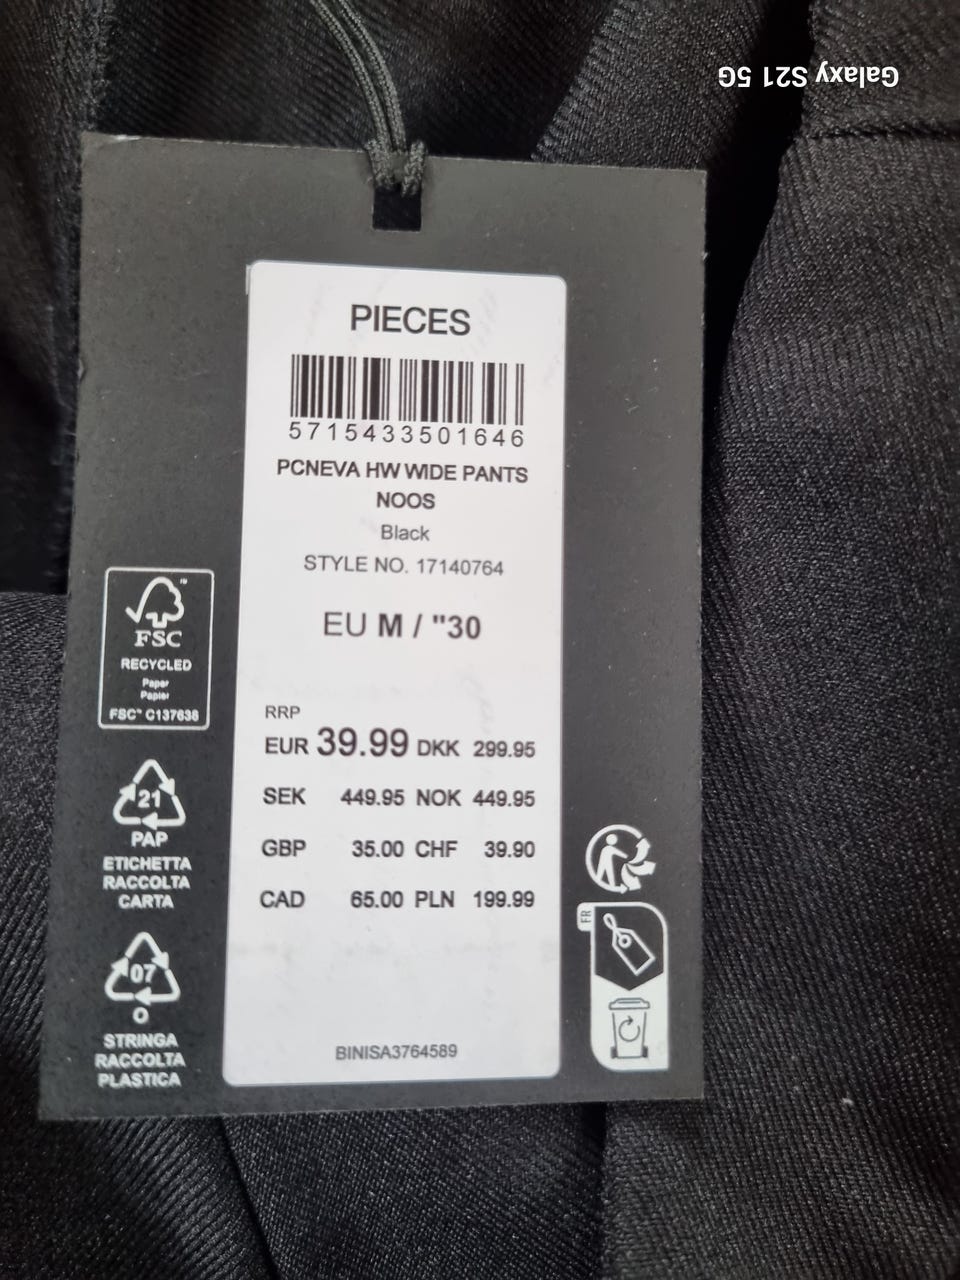 Galaxy S21 5G
PIECES
5715433501646
PCNEVA HW WIDE PANTS
NOOS
Black
STYLE NO. 17140764
EU M / "30
RRP
EUR 39.99 DKK 299.95
SEK 449.95 NOK 449.95
GBP 35.00 CHF 39.90
CAD 65.00 PLN 199.99
BINISA3764589
FSC
RECYCLED
Paper
Papier
FSC™ C137638
21
PAP
ETICHETTA
RACCOLTA
CARTA
07
O
STRINGA
RACCOLTA
PLASTICA
FR